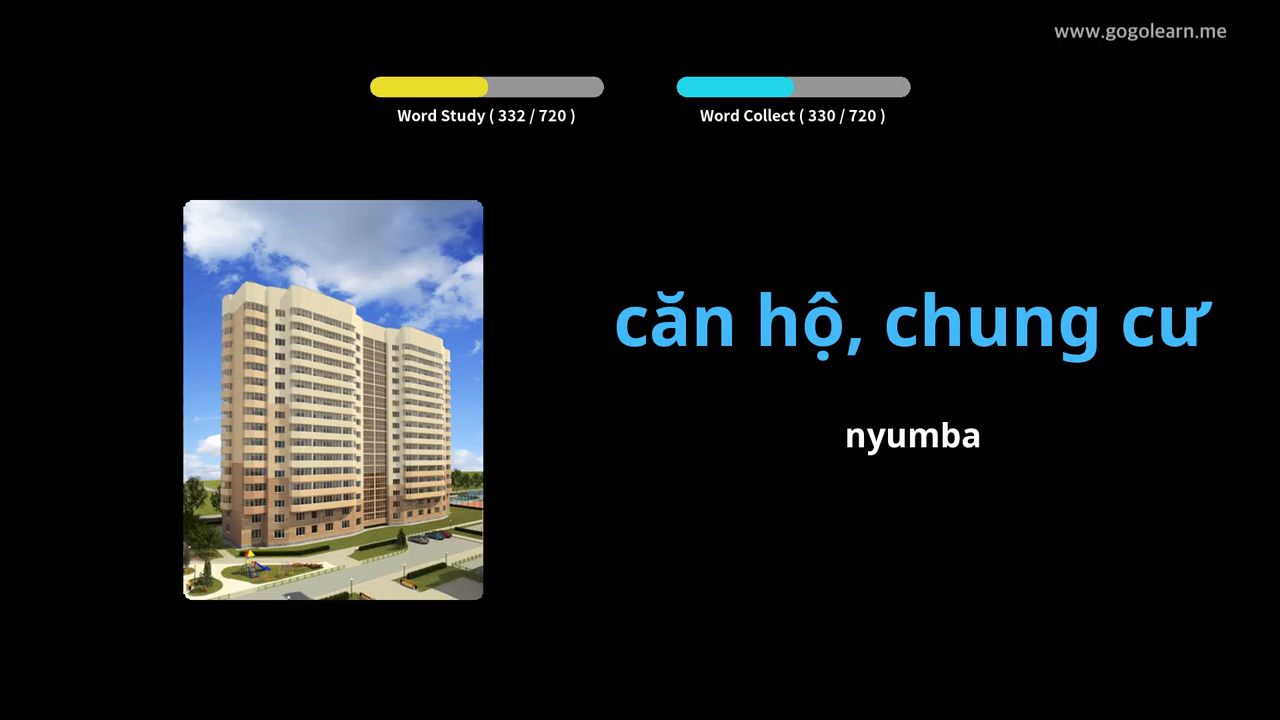 www.gogolearn.me
Word Study ( 332 / 720 )
Word Collect ( 330 / 720 )
căn hộ, chung cư
nyumba